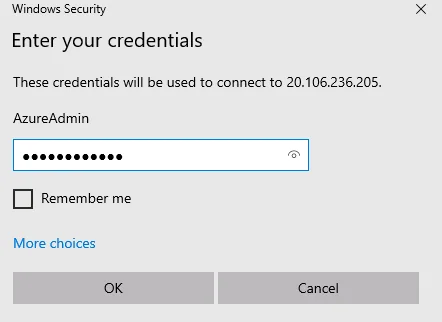 Windows Security
Enter your credentials
These credentials will be used to connect to 20.106.236.205.
AzureAdmin
●●●●●●●●●●●●
Remember me
More choices
OK
Cancel